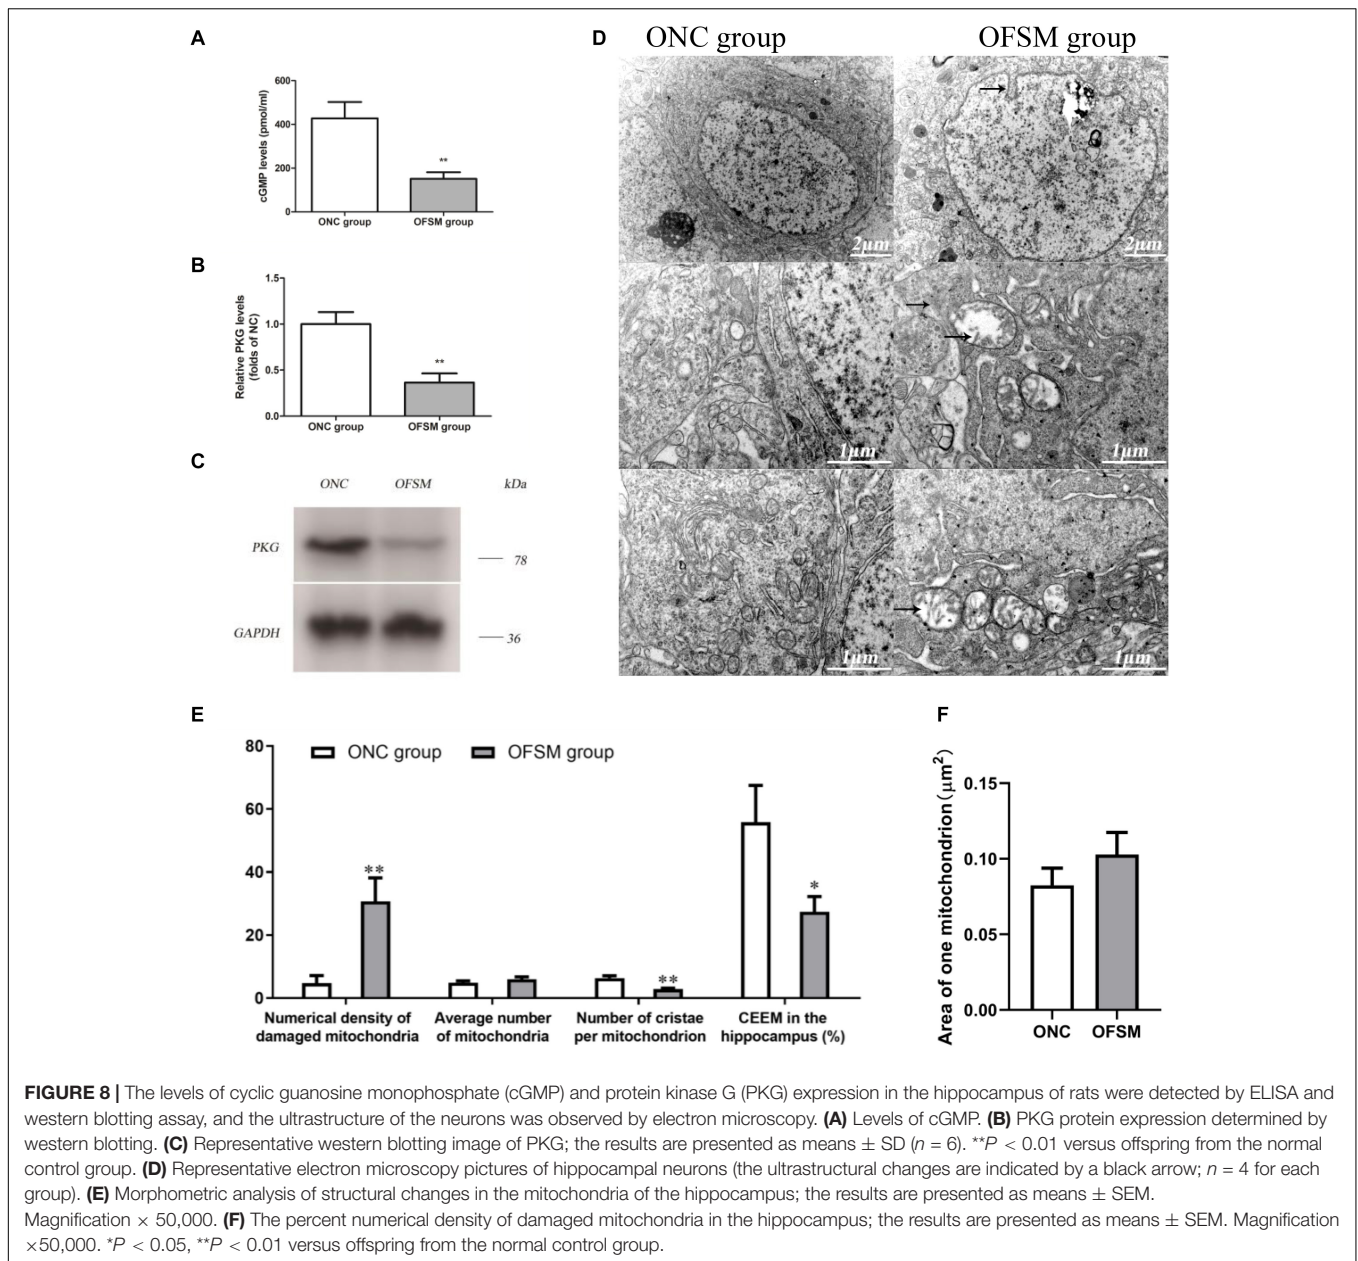 A
600
400
200
0
cGMP levels (pmol/ml)
**
ONC group
OFSM group
B
1.5
1.0
0.5
0.0
Relative PKG levels
(folds of NC)
**
ONC group
OFSM group
C
ONC
OFSM
kDa
PKG
78
GAPDH
36
D
ONC group
OFSM group
2μm
2μm
1μm
1μm
1μm
1μm
E
ONC group
OFSM group
80
60
40
20
0
**
**
*
Numerical density of
damaged mitochondria
Average number
of mitochondria
Number of cristae
per mitochondrion
CEEM in the
hippocampus (%)
F
Area of one mitochondrion(μm²)
0.15
0.10
0.05
0.00
ONC
OFSM
FIGURE 8 | The levels of cyclic guanosine monophosphate (cGMP) and protein kinase G (PKG) expression in the hippocampus of rats were detected by ELISA and
western blotting assay, and the ultrastructure of the neurons was observed by electron microscopy. (A) Levels of cGMP. (B) PKG protein expression determined by
western blotting. (C) Representative western blotting image of PKG; the results are presented as means ± SD (n = 6). **P < 0.01 versus offspring from the normal
control group. (D) Representative electron microscopy pictures of hippocampal neurons (the ultrastructural changes are indicated by a black arrow; n = 4 for each
group). (E) Morphometric analysis of structural changes in the mitochondria of the hippocampus; the results are presented as means ± SEM.
Magnification × 50,000. (F) The percent numerical density of damaged mitochondria in the hippocampus; the results are presented as means ± SEM. Magnification
×50,000. *P < 0.05, **P < 0.01 versus offspring from the normal control group.